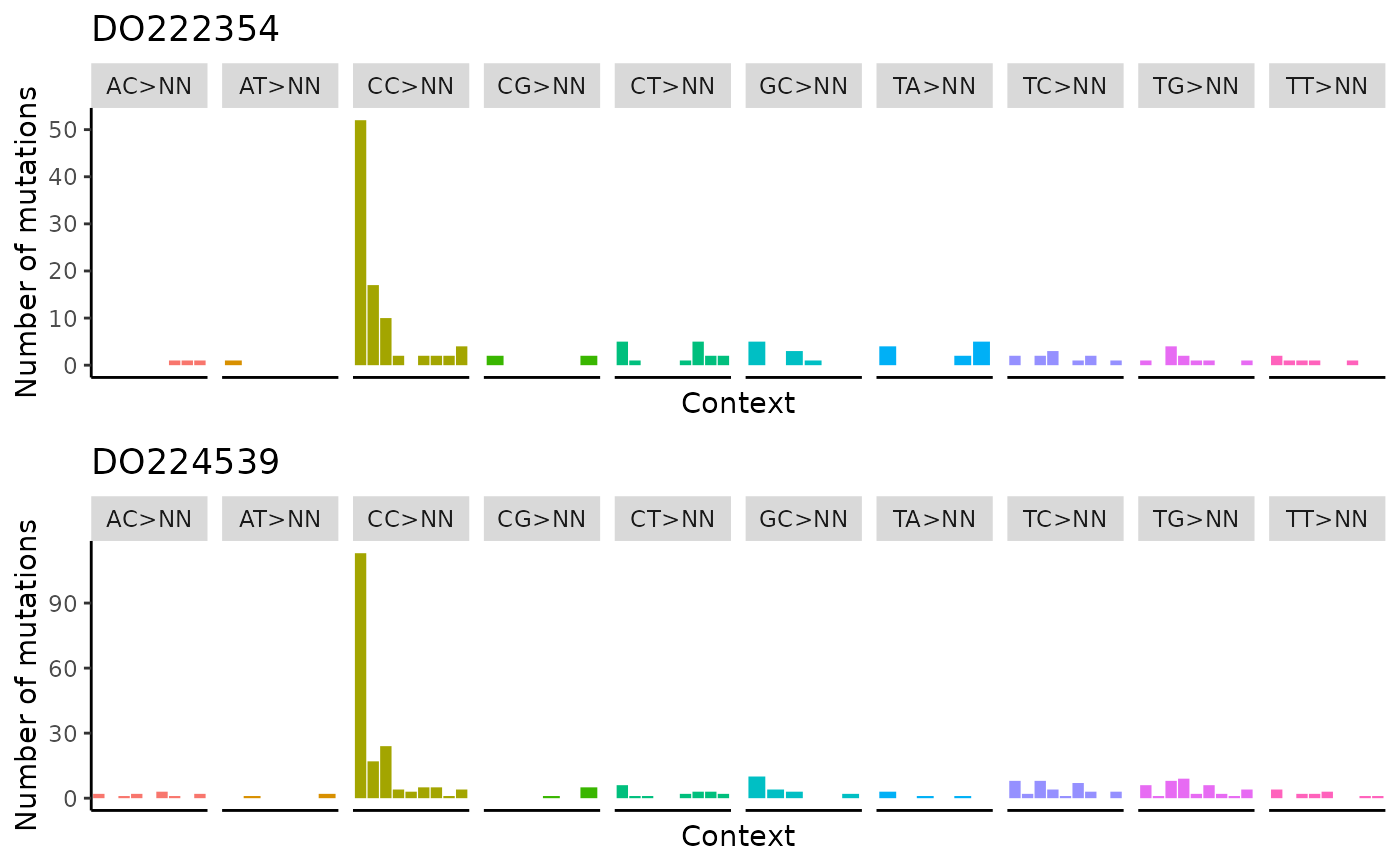 DO222354
AC>NN AT>NN CC>NN CG>NN CT>NN GC>NN TA>NN TC>NN TG>NN TT>NN
Number of mutations
50
40
30
20
10
0
Context
DO224539
AC>NN AT>NN CC>NN CG>NN CT>NN GC>NN TA>NN TC>NN TG>NN TT>NN
Number of mutations
90
60
30
0
Context